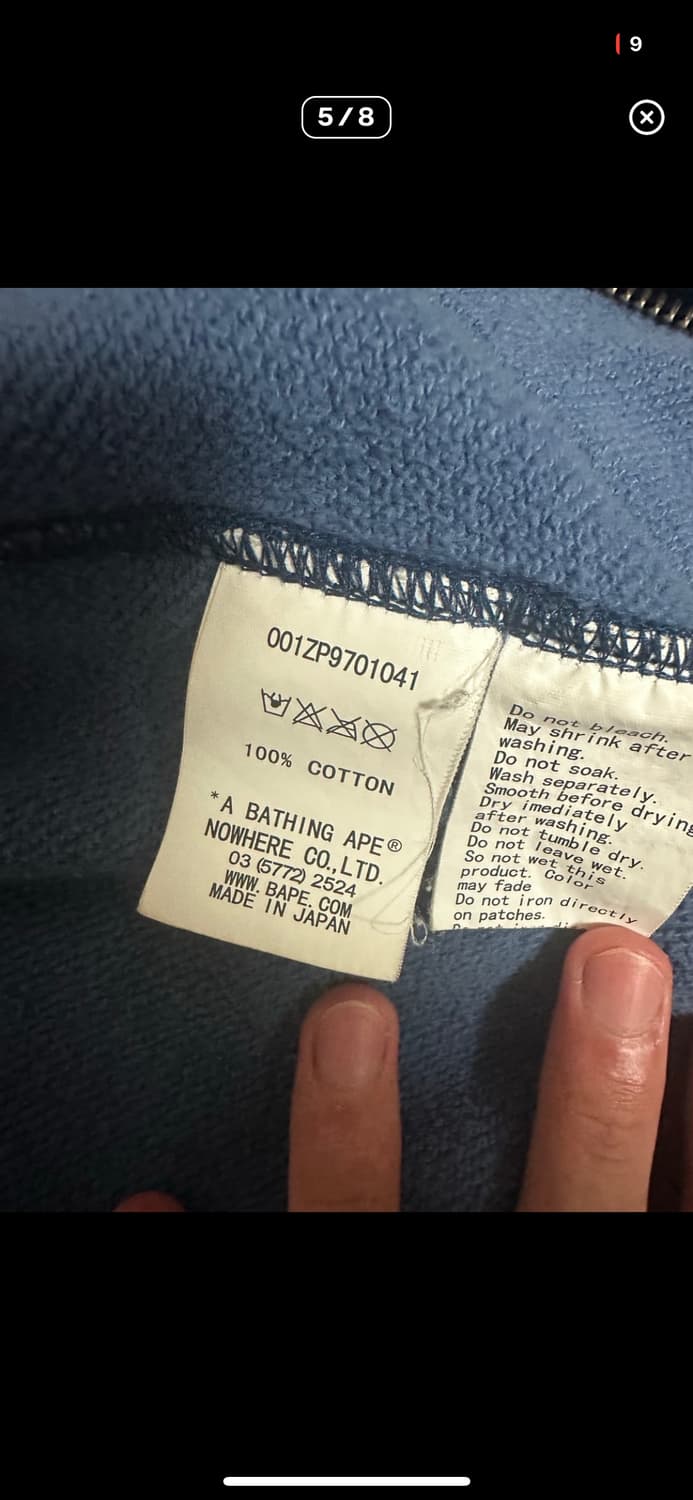 9
5/8
001ZP9701041
100% COTTON
*A BATHING APE®
NOWHERE CO.,LTD.
03 (5772) 2524
WWW. BAPE. COM
MADE IN JAPAN
Do not bleach.
May shrink after
washing.
Do not soak.
Wash separately.
Smooth before drying
Dry imediately
after washing.
Do not tumble dry.
Do not leave wet.
So not wet this
product. Color
may fade
Do not iron directly
on patches.